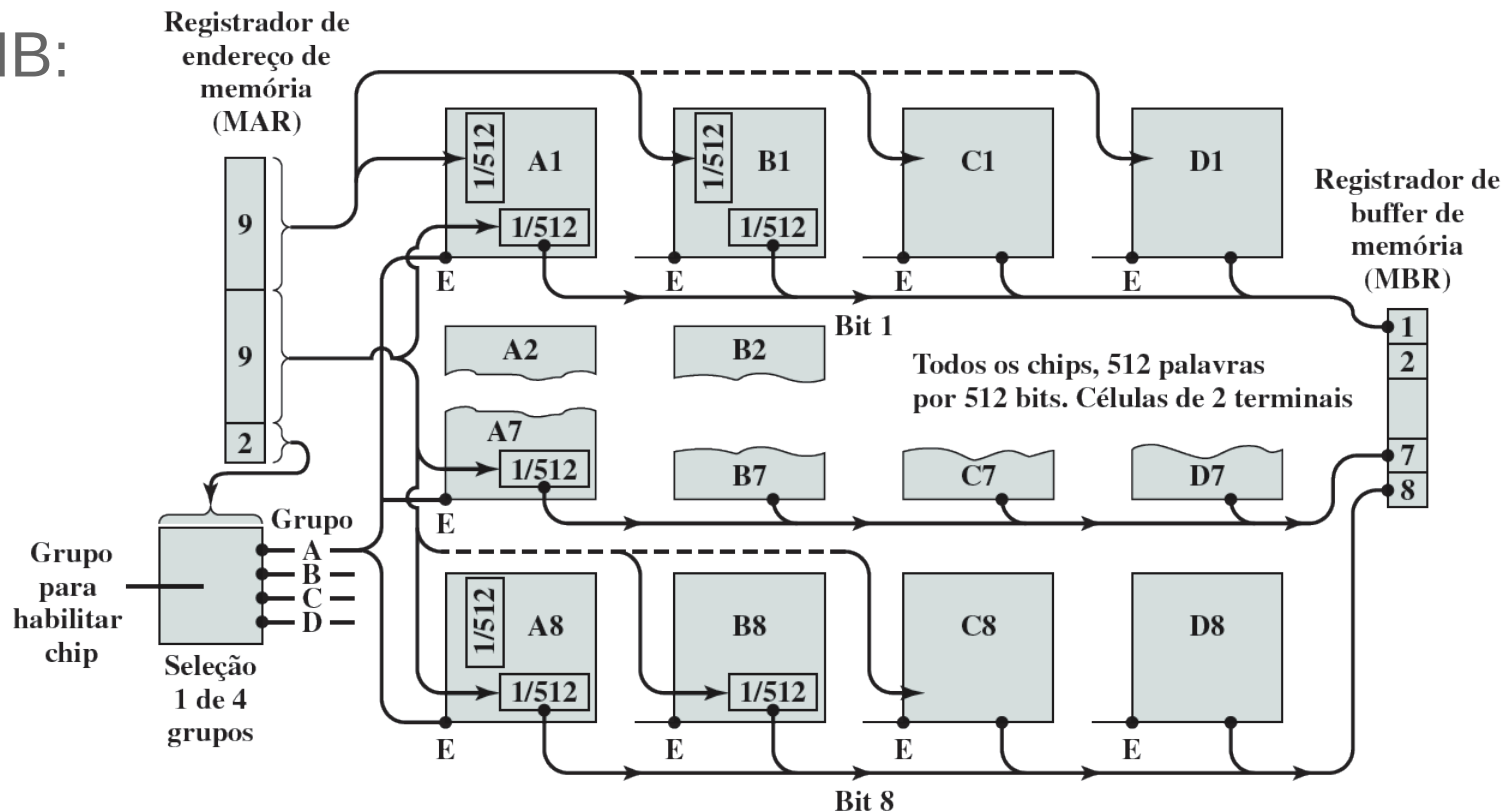 IB:
Registrador de
endereço de
memória
(MAR)
9
9
2
Grupo
para
habilitar
chip
Grupo
A
B
C
D
Seleção
1 de 4
grupos
1/512
A1
1/512
E
1/512
B1
1/512
E
C1
E
D1
E
Bit 1
A2
B2
Todos os chips, 512 palavras
por 512 bits. Células de 2 terminais
A7
1/512
E
B7
C7
D7
1/512
A8
1/512
E
B8
1/512
E
C8
E
D8
E
Bit 8
Registrador de
buffer de
memória
(MBR)
1
2
7
8